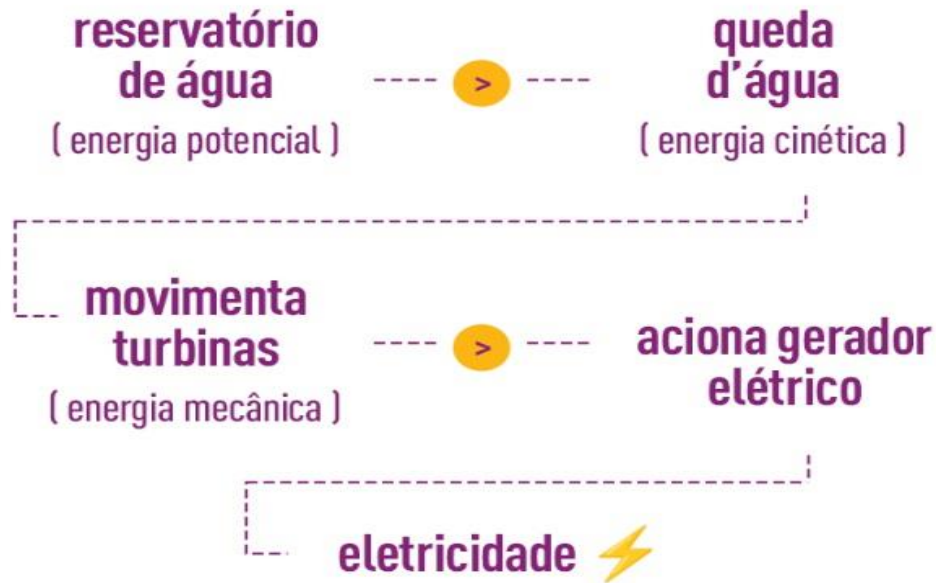 reservatório
de água
( energia potencial )
>
queda
d'água
( energia cinética )
movimenta
turbinas
( energia mecânica )
>
aciona gerador
elétrico
eletricidade ⚡